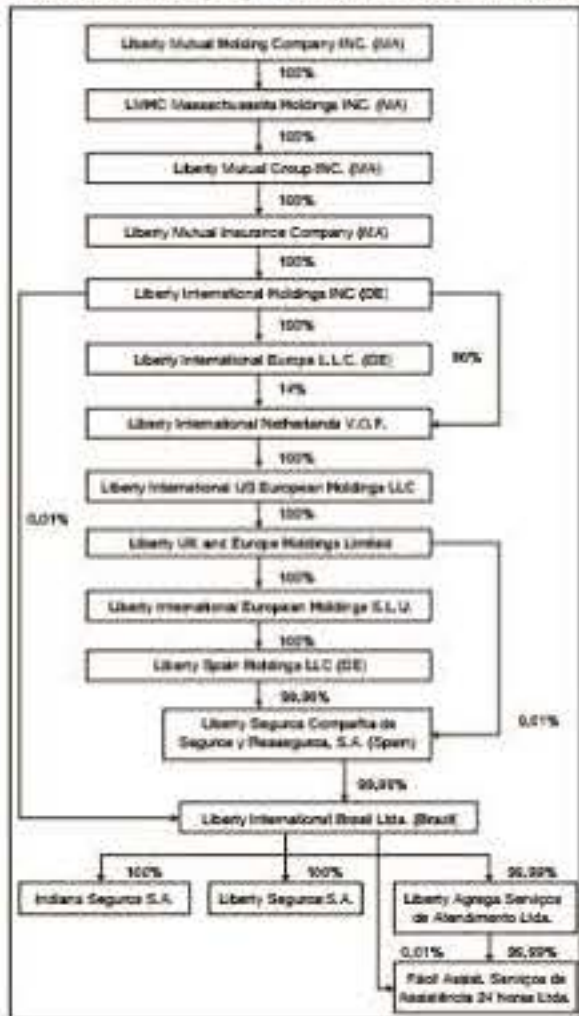 Liberty Mutual Holding Company INC. (MA)
100%
LMHC Massachusetts Holdings INC. (MA)
100%
Liberty Mutual Group INC. (MA)
100%
Liberty Mutual Insurance Company (MA)
100%
Liberty International Holdings INC (DE)
100%
Liberty International Europe L.L.C. (DE)
14%
86%
Liberty International Netherlands V.O.F.
100%
Liberty International US European Holdings LLC
100%
0,01%
Liberty UK and Europe Holdings Limited
100%
Liberty International European Holdings S.L.U.
100%
Liberty Spain Holdings LLC (DE)
99,99%
Liberty Seguros Compañia de
Seguros y Reaseguros, S.A. (Spain)
0,01%
99,99%
Liberty International Brasil Ltda. (Brazil)
100%
100%
99,99%
Indiana Seguros S.A.
Liberty Seguros S.A.
Liberty Agrega Serviços
de Atendimento Ltda.
0,01%
99,99%
Fácil Assist. Serviços de
Assistência 24 horas Ltda.